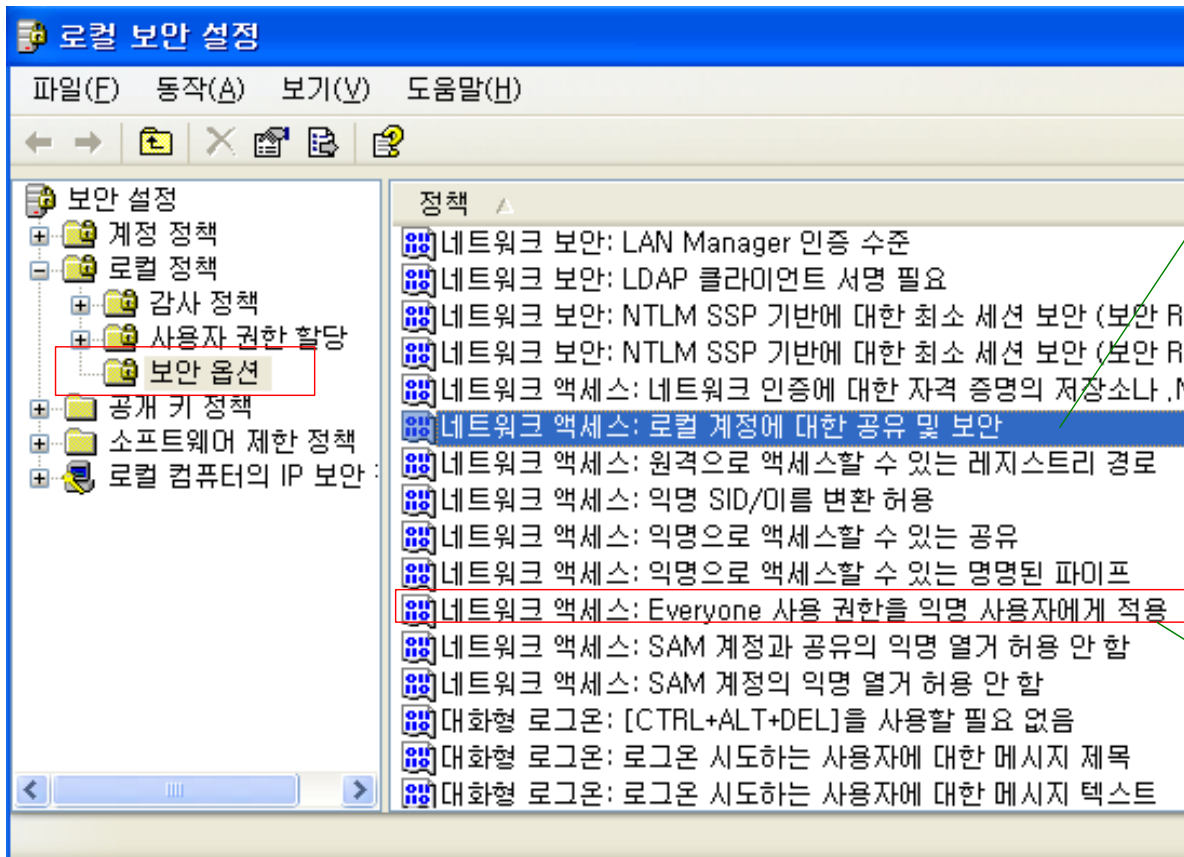 로컬 보안 설정
파일(F) 동작(A) 보기(V) 도움말(H)
보안 설정
계정 정책
로컬 정책
감사 정책
사용자 권한 할당
보안 옵션
공개 키 정책
소프트웨어 제한 정책
로컬 컴퓨터의 IP 보안
정책
네트워크 보안: LAN Manager 인증 수준
네트워크 보안: LDAP 클라이언트 서명 필요
네트워크 보안: NTLM SSP 기반에 대한 최소 세션 보안 (보안 R
네트워크 보안: NTLM SSP 기반에 대한 최소 세션 보안 (보안 R
네트워크 액세스: 네트워크 인증에 대한 자격 증명의 저장소나 .N
네트워크 액세스: 로컬 계정에 대한 공유 및 보안
네트워크 액세스: 원격으로 액세스할 수 있는 레지스트리 경로
네트워크 액세스: 익명 SID/이름 변환 허용
네트워크 액세스: 익명으로 액세스할 수 있는 공유
네트워크 액세스: 익명으로 액세스할 수 있는 명명된 파이프
네트워크 액세스: Everyone 사용 권한을 익명 사용자에게 적용
네트워크 액세스: SAM 계정과 공유의 익명 열거 허용 안 함
네트워크 액세스: SAM 계정의 익명 열거 허용 안 함
대화형 로그온: [CTRL+ALT+DEL]을 사용할 필요 없음
대화형 로그온: 로그온 시도하는 사용자에 대한 메시지 제목
대화형 로그온: 로그온 시도하는 사용자에 대한 메시지 텍스트